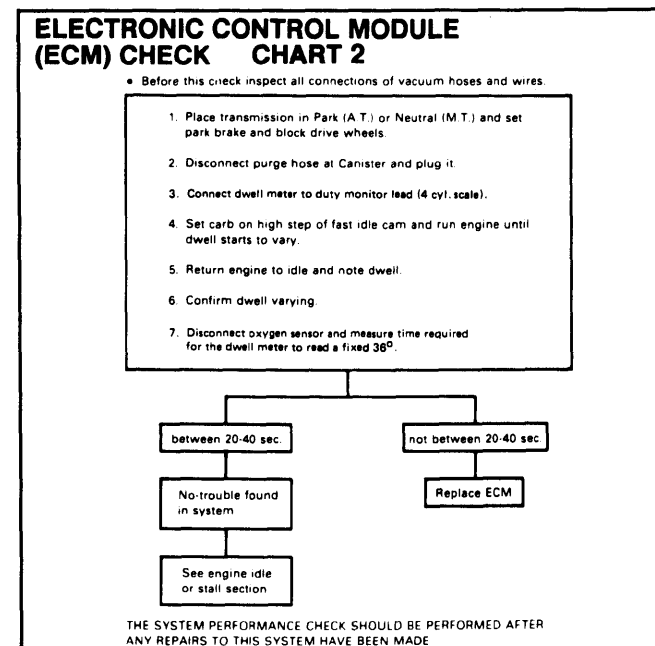 ELECTRONIC CONTROL MODULE
(ECM) CHECK CHART 2
• Before this check inspect all connections of vacuum hoses and wires.
1. Place transmission in Park (A.T.) or Neutral (M.T.) and set
park brake and block drive wheels.
2. Disconnect purge hose at Canister and plug it.
3. Connect dwell meter to duty monitor lead (4 cyl. scale).
4. Set carb on high step of fast idle cam and run engine until
dwell starts to vary.
5. Return engine to idle and note dwell.
6. Confirm dwell varying.
7. Disconnect oxygen sensor and measure time required
for the dwell meter to read a fixed 36°.
between 20-40 sec.
not between 20-40 sec.
No-trouble found
in system
Replace ECM
See engine idle
or stall section
THE SYSTEM PERFORMANCE CHECK SHOULD BE PERFORMED AFTER
ANY REPAIRS TO THIS SYSTEM HAVE BEEN MADE